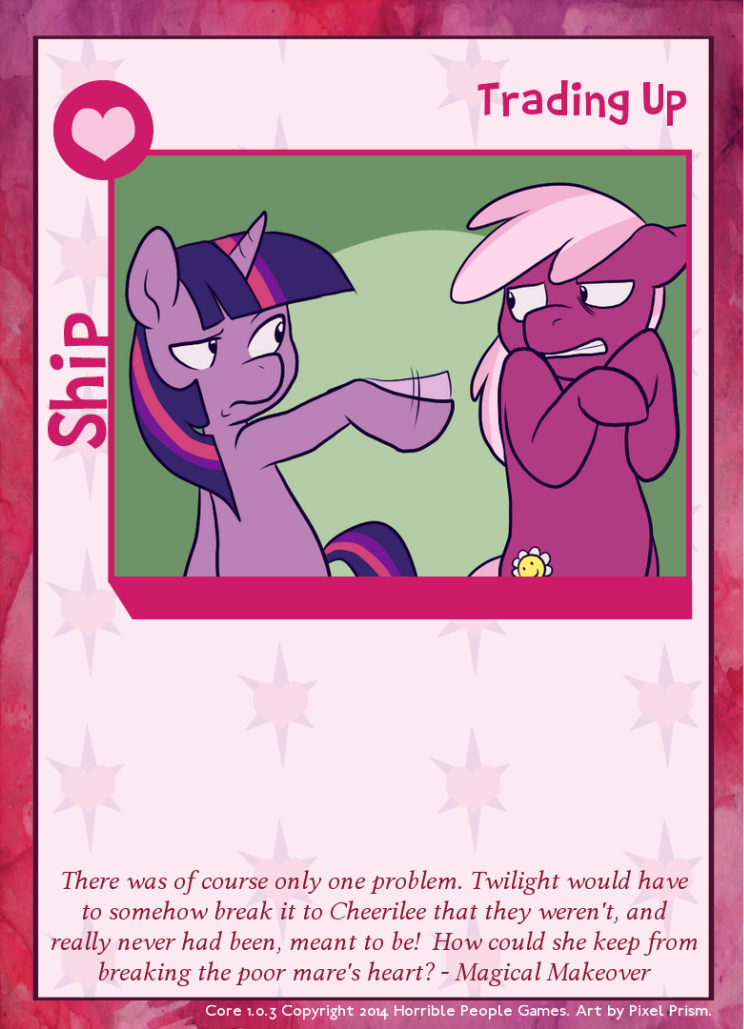 Trading Up
Ship
There was of course only one problem. Twilight would have
to somehow break it to Cheerilee that they weren't, and
really never had been, meant to be!  How could she keep from
breaking the poor mare's heart? - Magical Makeover
Core 1.0.3 Copyright 2014 Horrible People Games. Art by Pixel Prism.